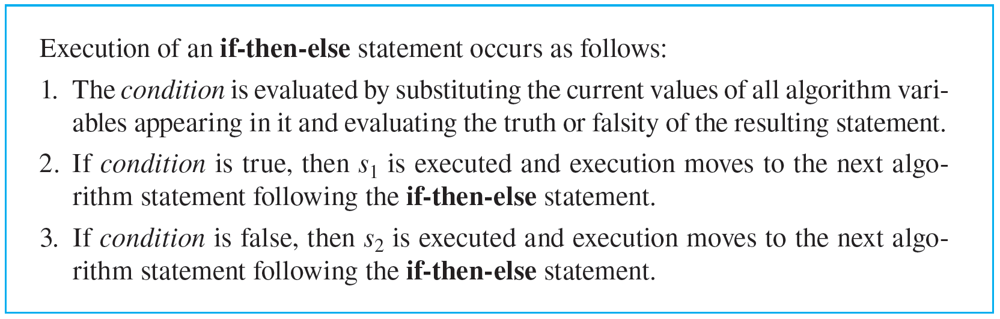 Execution of an if-then-else statement occurs as follows:
1. The condition is evaluated by substituting the current values of all algorithm vari-
ables appearing in it and evaluating the truth or falsity of the resulting statement.
2. If condition is true, then s₁ is executed and execution moves to the next algo-
rithm statement following the if-then-else statement.
3. If condition is false, then s₂ is executed and execution moves to the next algo-
rithm statement following the if-then-else statement.